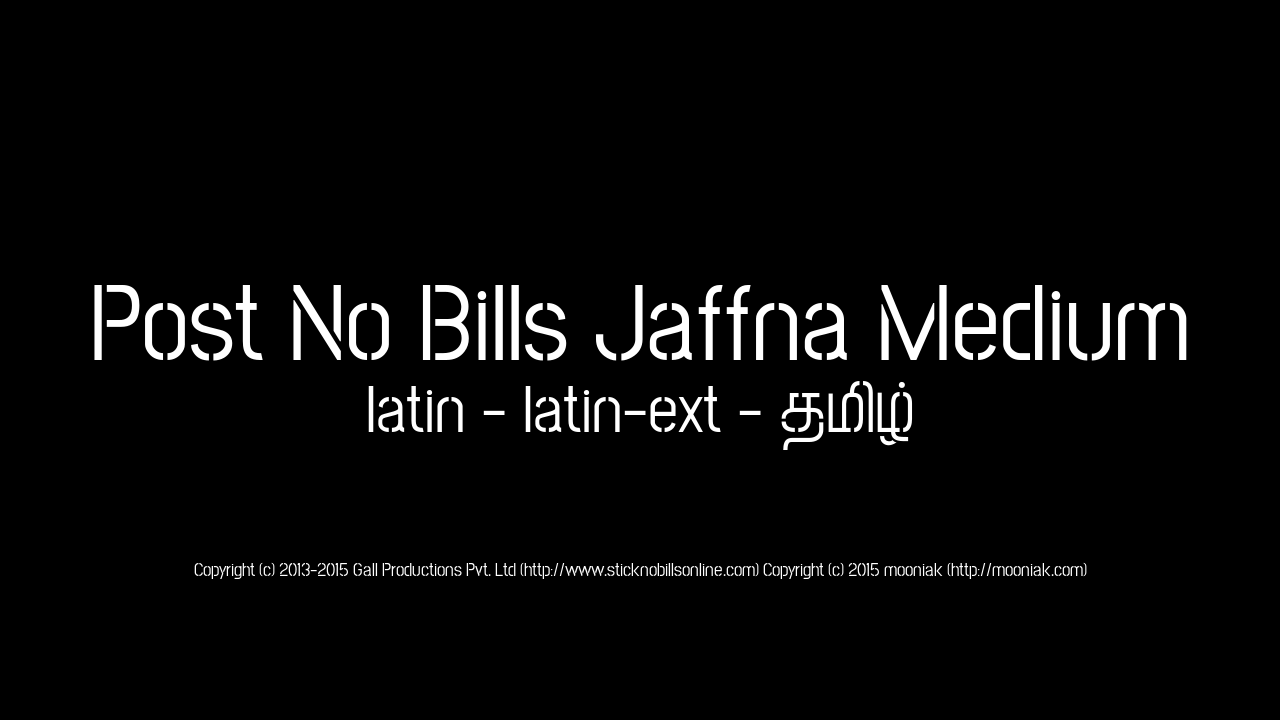 Post No Bills Jaffna Medium
latin - latin-ext - தமிழ்
Copyright (c) 2013-2015 Gall Productions Pvt. Ltd (http://www.sticknobillsonline.com) Copyright (c) 2015 mooniak (http://mooniak.com)